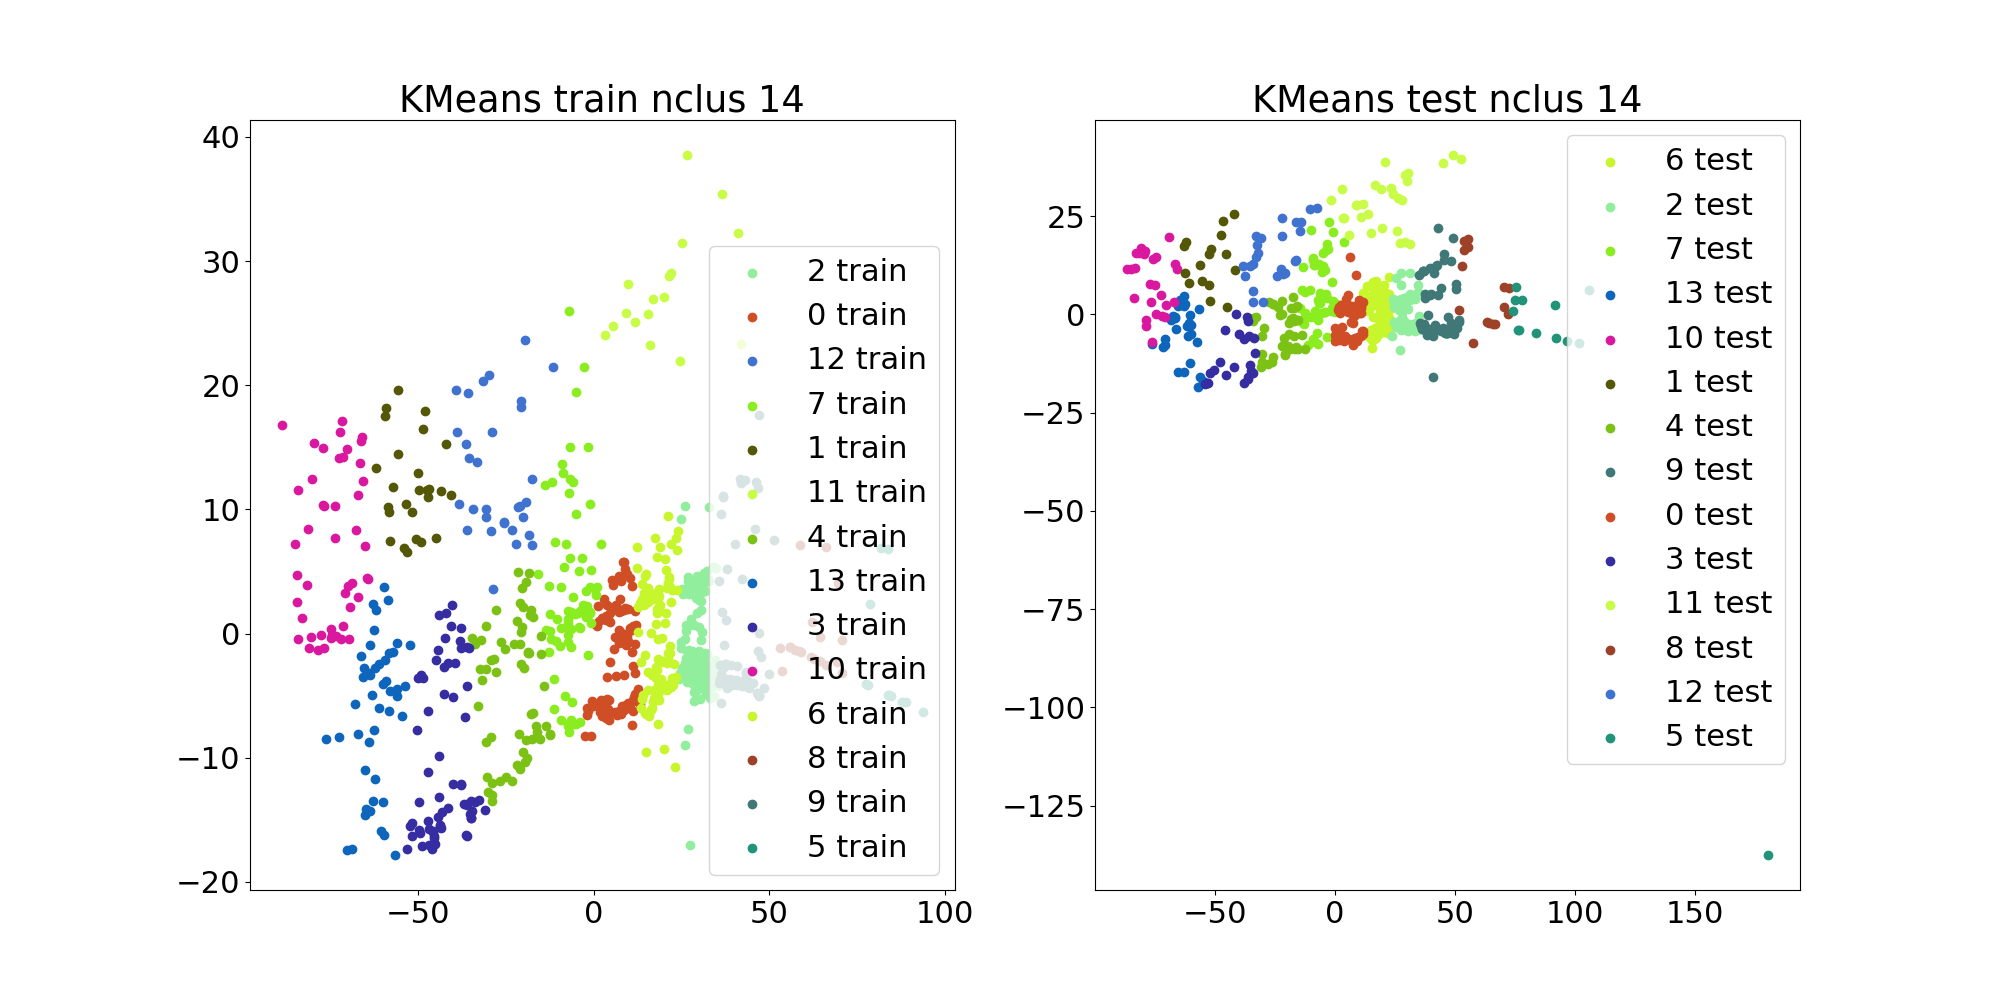 KMeans train nclus 14
40
30
20
10
0
−10
−20
−50
0
50
100
2 train
0 train
12 train
7 train
1 train
11 train
4 train
13 train
3 train
10 train
6 train
8 train
9 train
5 train
KMeans test nclus 14
25
0
−25
−50
−75
−100
−125
−50
0
50
100
150
6 test
2 test
7 test
13 test
10 test
1 test
4 test
9 test
0 test
3 test
11 test
8 test
12 test
5 test